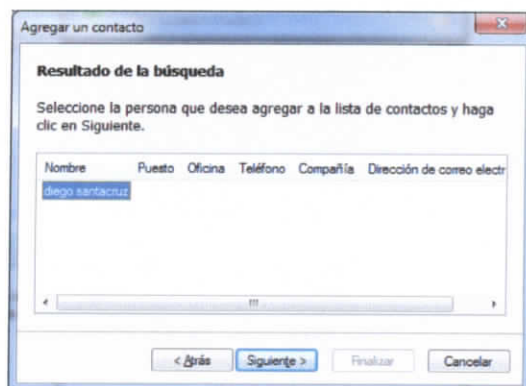 Agregar un contacto
Resultado de la búsqueda
Seleccione la persona que desea agregar a la lista de contactos y haga
clic en Siguiente.
Nombre Puesto Oficina Teléfono Compañía Dirección de correo electr
diego santacruz
< Atrás Siguiente > Finalizar Cancelar